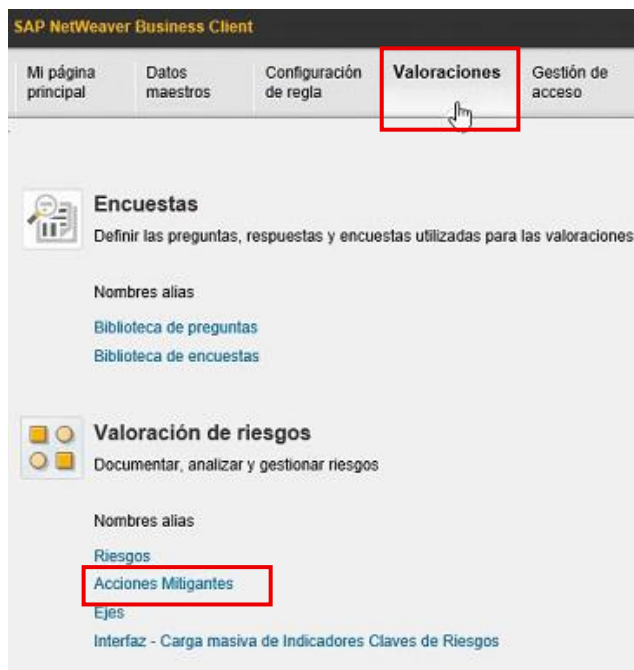 SAP NetWeaver Business Client
Mi página principal
Datos maestros
Configuración de regla
Valoraciones
Gestión de acceso
Encuestas
Definir las preguntas, respuestas y encuestas utilizadas para las valoraciones
Nombres alias
Biblioteca de preguntas
Biblioteca de encuestas
Valoración de riesgos
Documentar, analizar y gestionar riesgos
Nombres alias
Riesgos
Acciones Mitigantes
Ejes
Interfaz - Carga masiva de Indicadores Claves de Riesgos